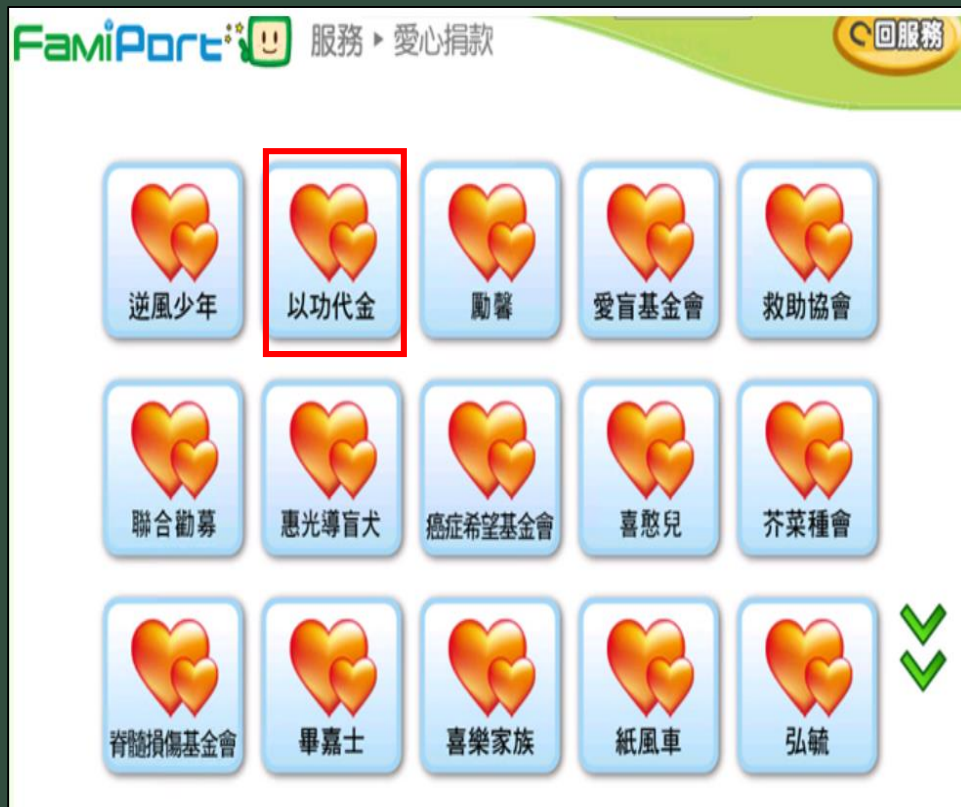 FamiPort 服務 ▸ 愛心捐款 回服務
逆風少年 以功代金 勵馨 愛盲基金會 救助協會
聯合勸募 惠光導盲犬 癌症希望基金會 喜憨兒 芥菜種會
脊髓損傷基金會 畢嘉士 喜樂家族 紙風車 弘毓